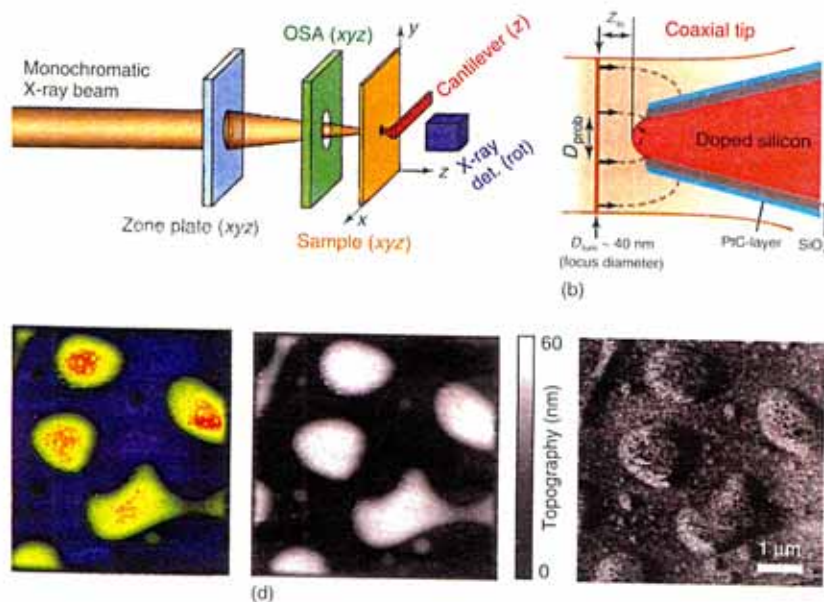 OSA (xyz)
Monochromatic
X-ray beam
Cantilever (z)
y
z
x
X-ray
det. (rot)
Zone plate (xyz)
Sample (xyz)
Coaxial tip
Doped silicon
PtC-layer
~ 40 nm
(focus diameter)
(b)
60
Topography (nm)
0
1 µm
(d)